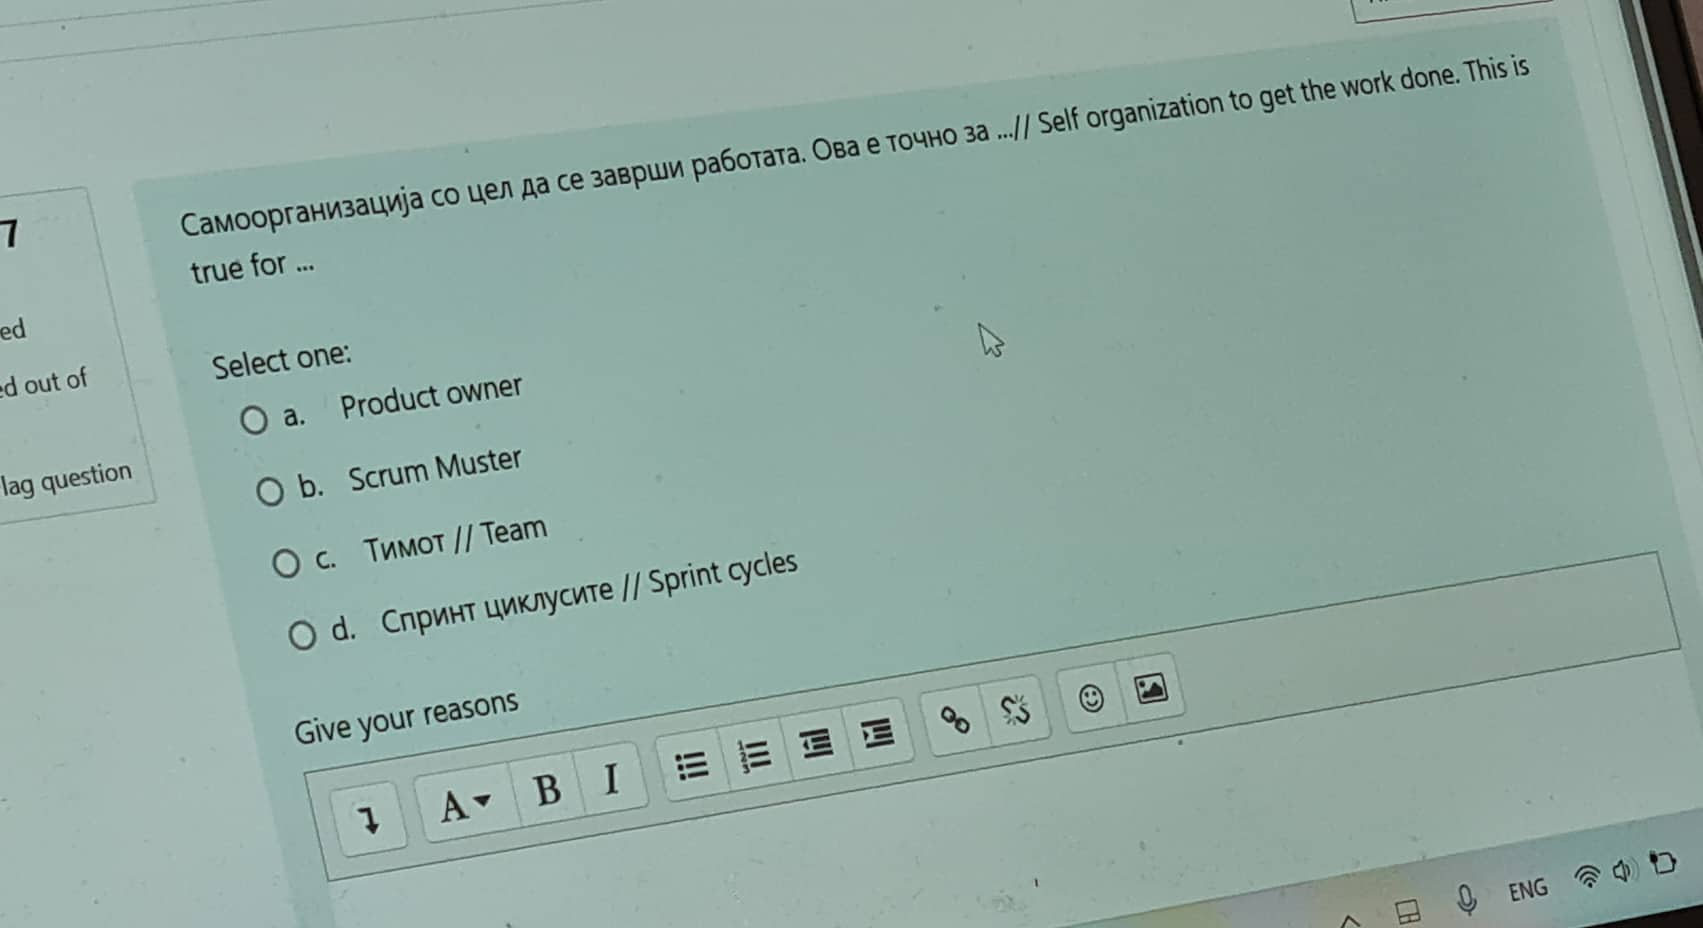 7
ed
ed out of
lag question
Самоорганизација со цел да се заврши работата. Ова е точно за ...// Self organization to get the work done. This is
true for ...
Select one:
a. Product owner
b. Scrum Muster
c. Тимот // Team
d. Спринт циклусите // Sprint cycles
Give your reasons
A B I
ENG